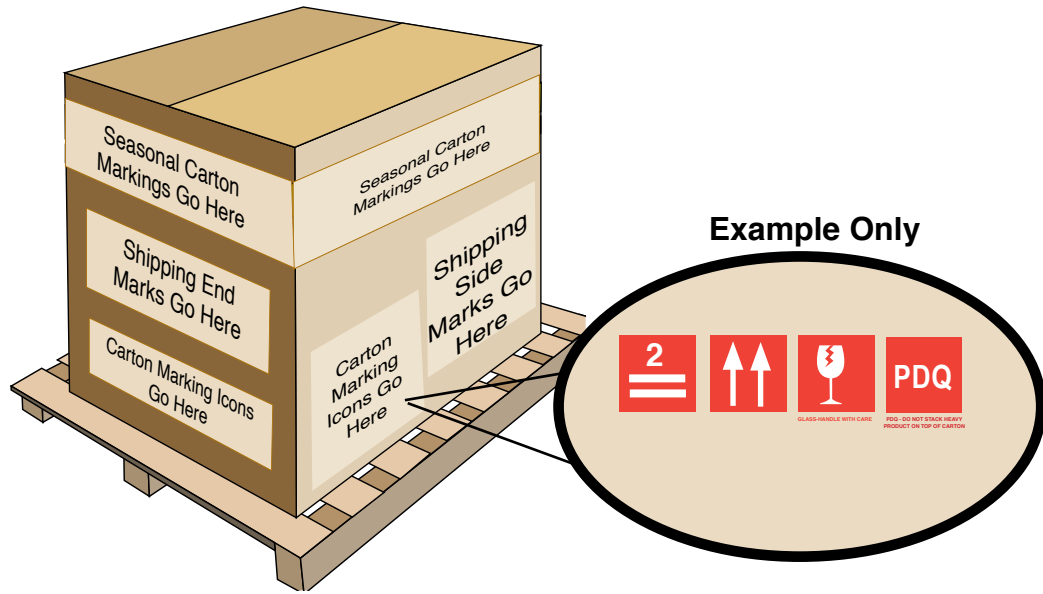 Seasonal Carton
Markings Go Here
Seasonal Carton
Markings Go Here
Shipping End
Marks Go Here
Shipping
Side
Marks Go
Here
Carton Marking Icons
Go Here
Carton
Marking
Icons Go
Here
Example Only
2
PDQ
GLASS-HANDLE WITH CARE
PDQ - DO NOT STACK HEAVY
PRODUCT ON TOP OF CARTON